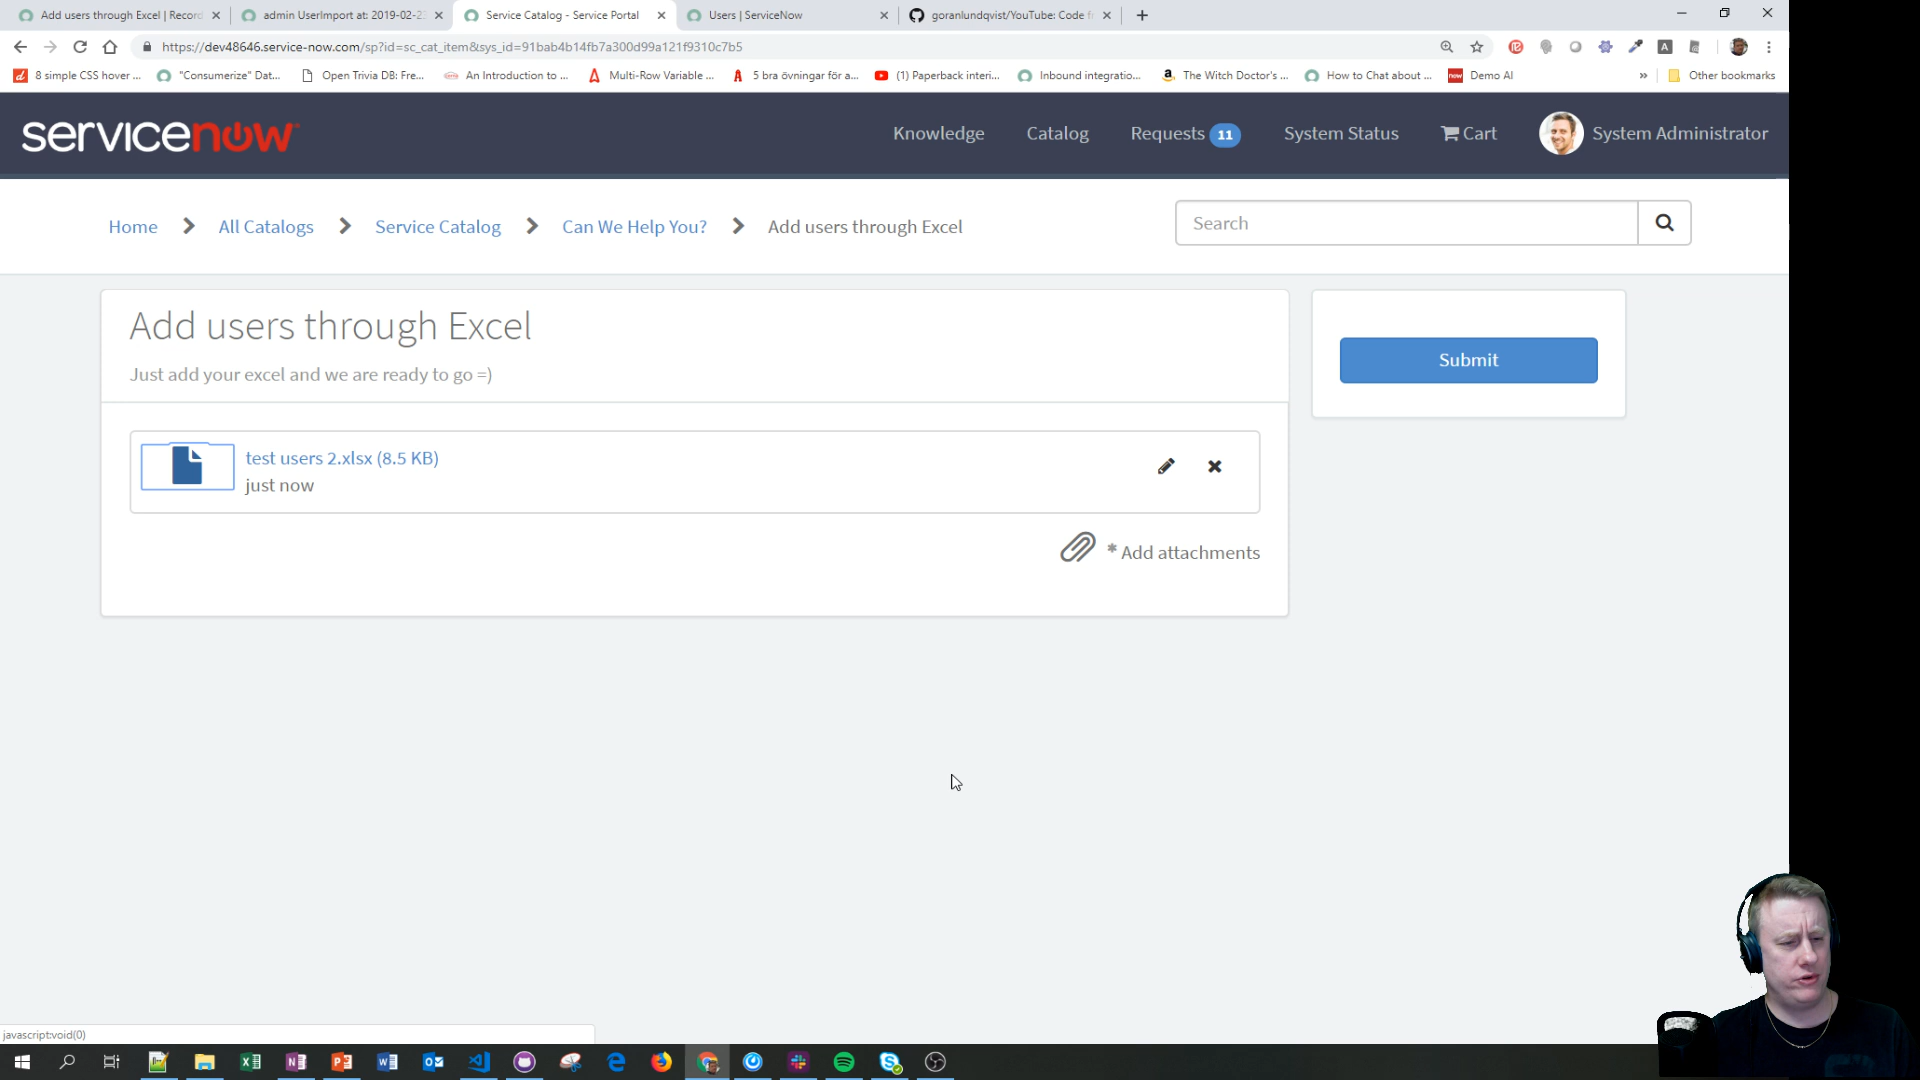 Add users through Excel | Record
admin UserImport at: 2019-02-2
Service Catalog - Service Portal
Users | ServiceNow
goranlundqvist/YouTube: Code f
https://dev48646.service-now.com/sp?id=sc_cat_item&sys_id=91bab4b14fb7a300d99a121f9310c7b5
8 simple CSS hover ...
"Consumerize" Dat...
Open Trivia DB: Fre...
An Introduction to ...
Multi-Row Variable ...
5 bra övningar för a...
(1) Paperback interi...
Inbound integratio...
The Witch Doctor's ...
How to Chat about ...
Demo AI
»
Other bookmarks
servicenow
Knowledge
Catalog
Requests 11
System Status
Cart
System Administrator
Home
All Catalogs
Service Catalog
Can We Help You?
Add users through Excel
Search
Add users through Excel
Just add your excel and we are ready to go =)
Submit
test users 2.xlsx (8.5 KB)
just now
* Add attachments
javascript:void(0)